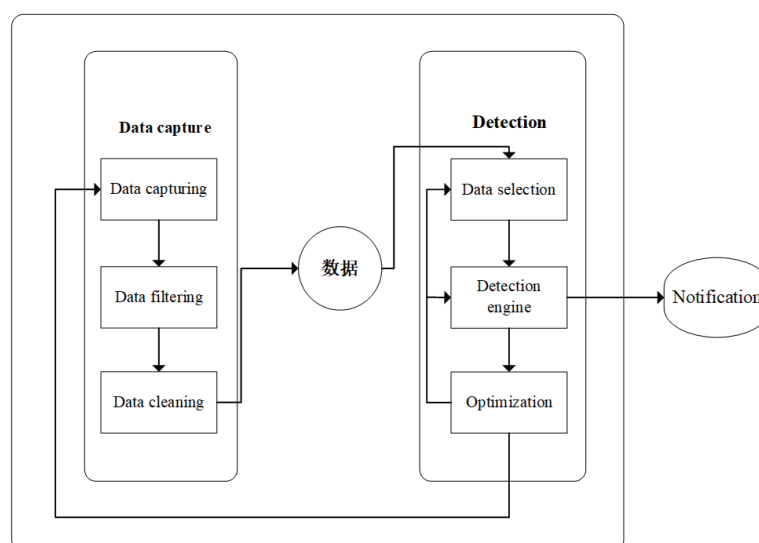 Data capture
Data capturing
Data filtering
Data cleaning
数据
Detection
Data selection
Detection
engine
Optimization
Notification